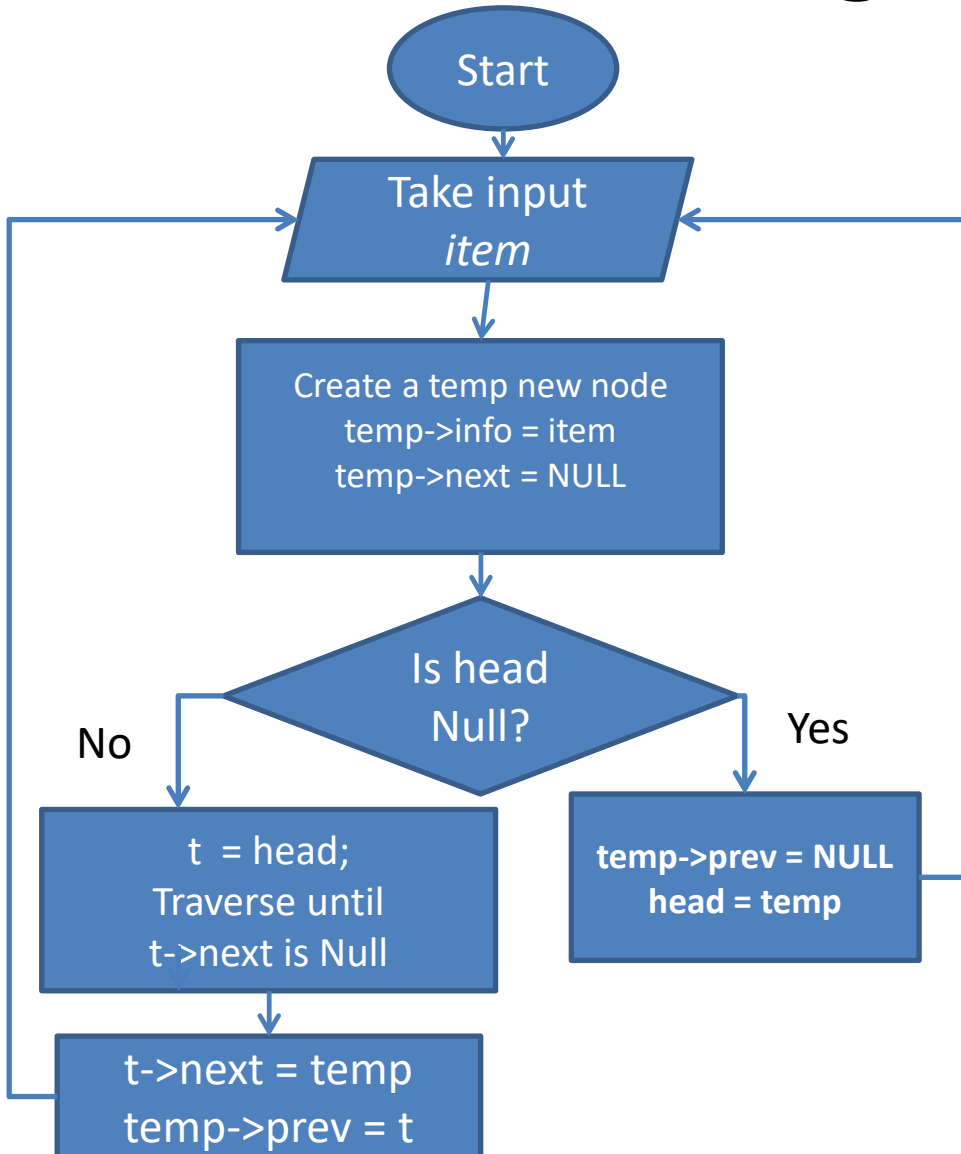 Start
Take input
item
Create a temp new node
temp->info = item
temp->next = NULL
Is head
Null?
No
Yes
t = head;
Traverse until
t->next is Null
temp->prev = NULL
head = temp
t->next = temp
temp->prev = t